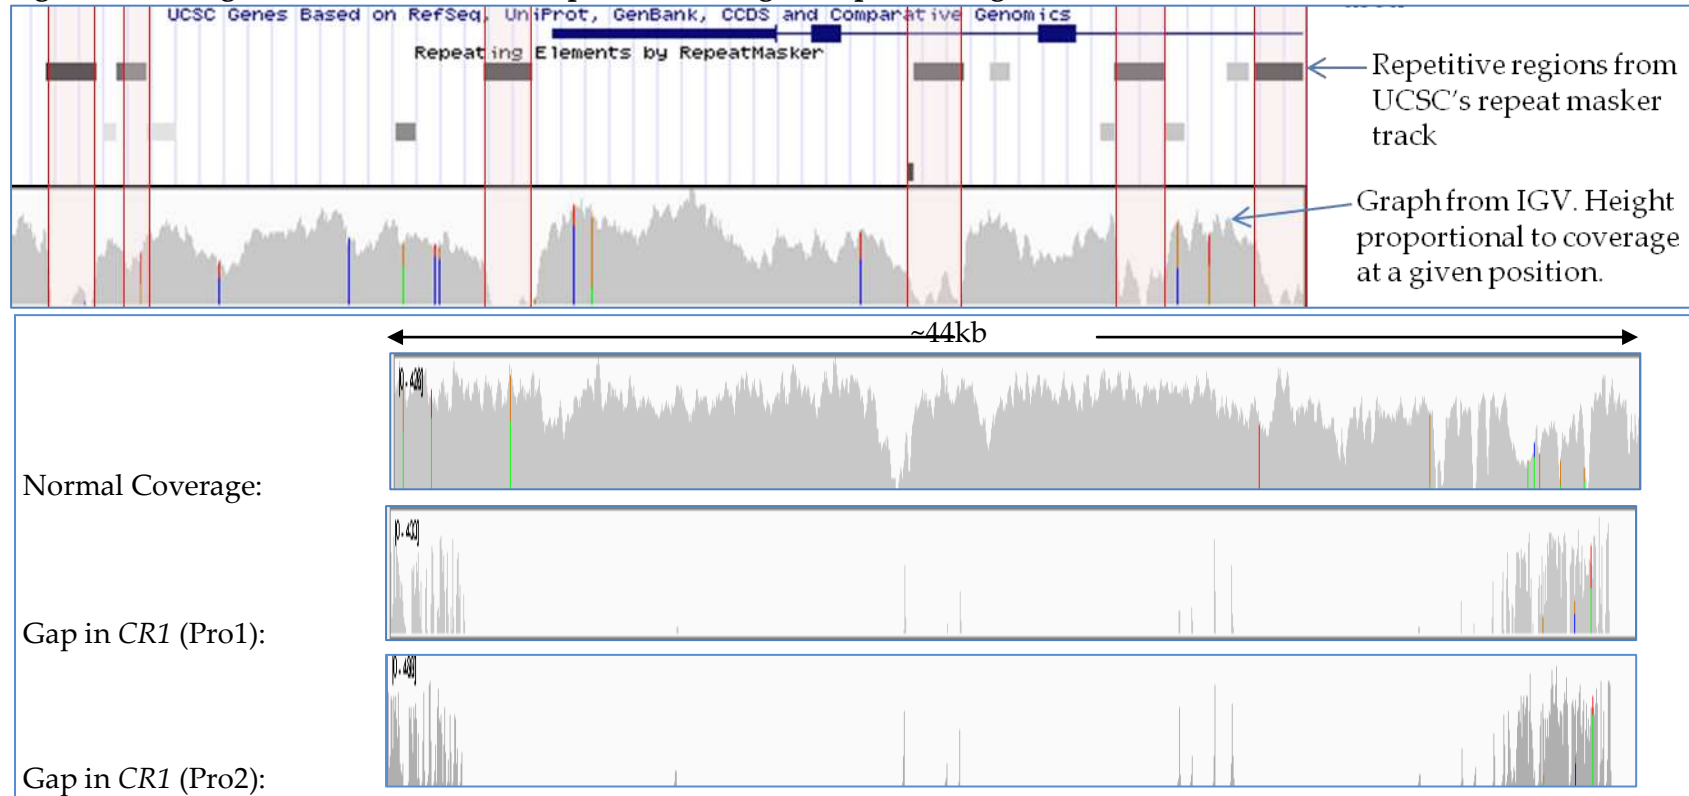 UCSC Genes Based on RefSeq, UniProt, GenBank, CCDS and Comparative Genomics
Repeating Elements by RepeatMasker
Repetitive regions from
UCSC's repeat masker
track
Graph from IGV. Height
proportional to coverage
at a given position.
~44kb
Normal Coverage:
Gap in CR1 (Pro1):
Gap in CR1 (Pro2):